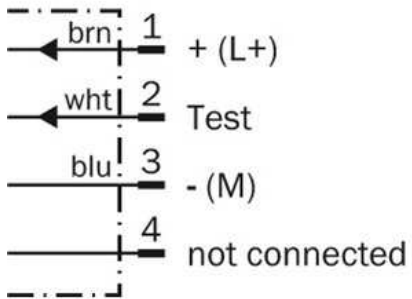 brn 1 + (L+)
wht 2 Test
blu 3 - (M)
4 not connected